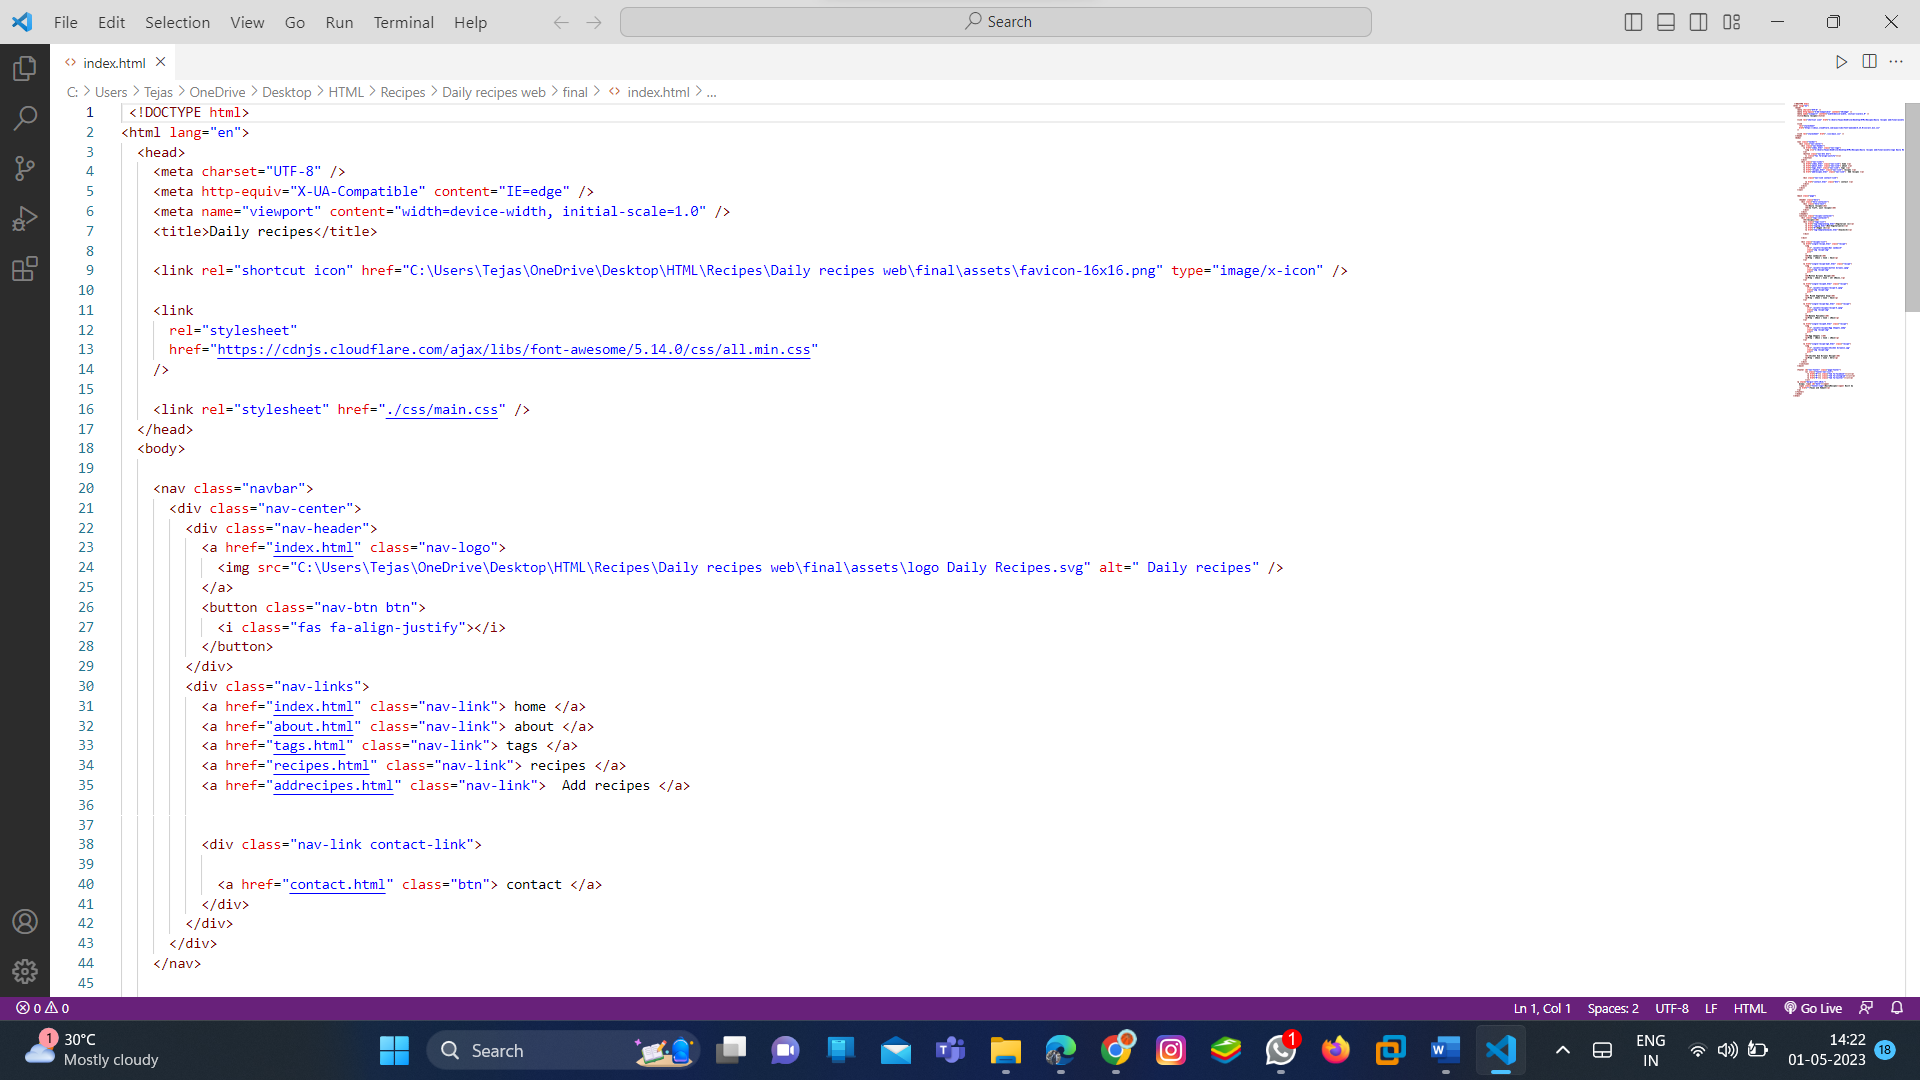 File Edit Selection View Go Run Terminal Help
Search
index.html
C: > Users > Tejas > OneDrive > Desktop > HTML > Recipes > Daily recipes web > final > <> index.html > ...
1 <!DOCTYPE html>
2 <html lang="en">
3 <head>
4 <meta charset="UTF-8" />
5 <meta http-equiv="X-UA-Compatible" content="IE=edge" />
6 <meta name="viewport" content="width=device-width, initial-scale=1.0" />
7 <title>Daily recipes</title>
8
9 <link rel="shortcut icon" href="C:\Users\Tejas\OneDrive\Desktop\HTML\Recipes\Daily recipes web\final\assets\favicon-16x16.png" type="image/x-icon" />
10
11 <link
12 rel="stylesheet"
13 href="https://cdnjs.cloudflare.com/ajax/libs/font-awesome/5.14.0/css/all.min.css"
14 />
15
16 <link rel="stylesheet" href="./css/main.css" />
17 </head>
18 <body>
19
20 <nav class="navbar">
21 <div class="nav-center">
22 <div class="nav-header">
23 <a href="index.html" class="nav-logo">
24 <img src="C:\Users\Tejas\OneDrive\Desktop\HTML\Recipes\Daily recipes web\final\assets\logo Daily Recipes.svg" alt=" Daily recipes" />
25 </a>
26 <button class="nav-btn btn">
27 <i class="fas fa-align-justify"></i>
28 </button>
29 </div>
30 <div class="nav-links">
31 <a href="index.html" class="nav-link"> home </a>
32 <a href="about.html" class="nav-link"> about </a>
33 <a href="tags.html" class="nav-link"> tags </a>
34 <a href="recipes.html" class="nav-link"> recipes </a>
35 <a href="addrecipes.html" class="nav-link">  Add recipes </a>
36
37
38 <div class="nav-link contact-link">
39
40 <a href="contact.html" class="btn"> contact </a>
41 </div>
42 </div>
43 </div>
44 </nav>
45
0 0 Ln 1, Col 1 Spaces: 2 UTF-8 LF HTML Go Live
1 30°C
Mostly cloudy
Search
1
ENG
IN
14:22
01-05-2023
18